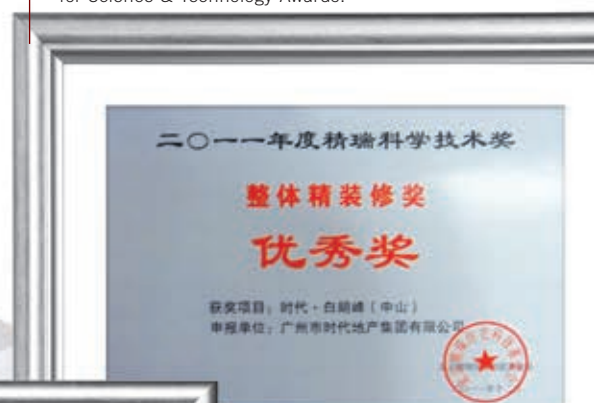 for Science & Technology Awards.
二〇一一年度精瑞科学技术奖
整体精装修奖
优秀奖
获奖项目：时代·白朗峰（中山）
申报单位：广州市时代地产集团有限公司